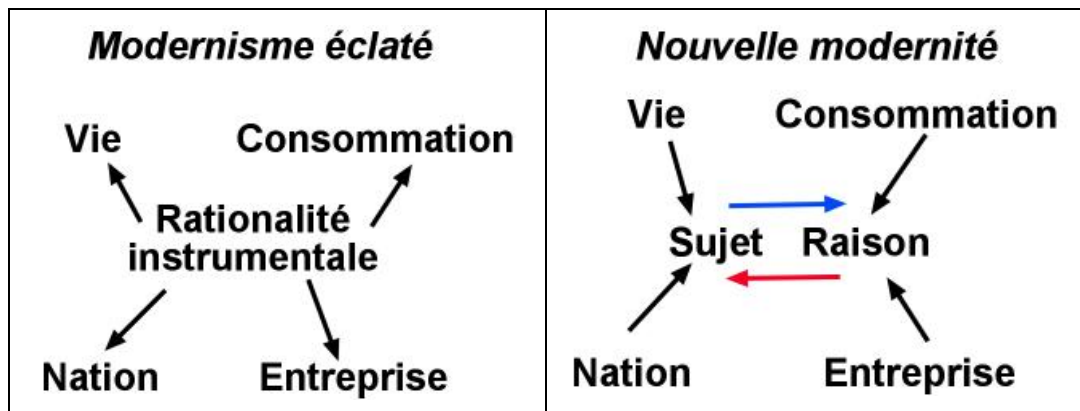 Modernisme éclaté
Vie
Consommation
Rationalité
instrumentale
Nation
Entreprise
Nouvelle modernité
Vie
Consommation
Sujet
Raison
Nation
Entreprise